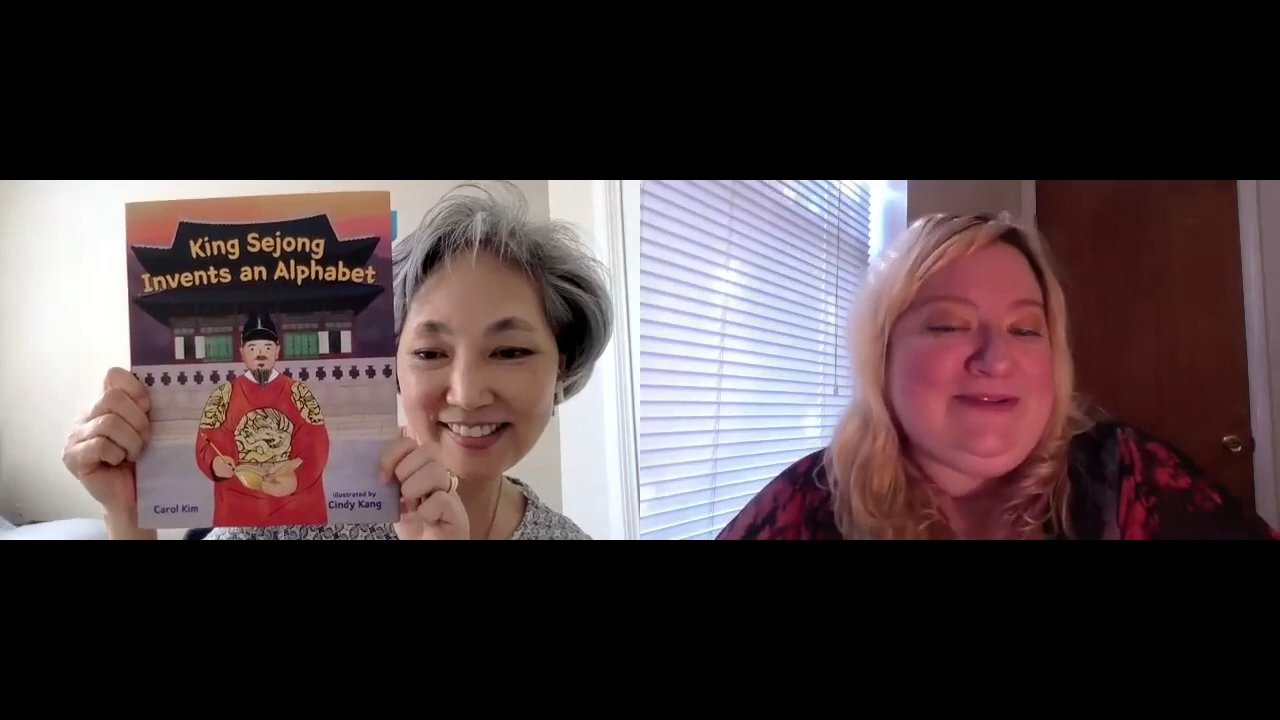 King Sejong
Invents an Alphabet
Carol Kim
illustrated by
Cindy Kang